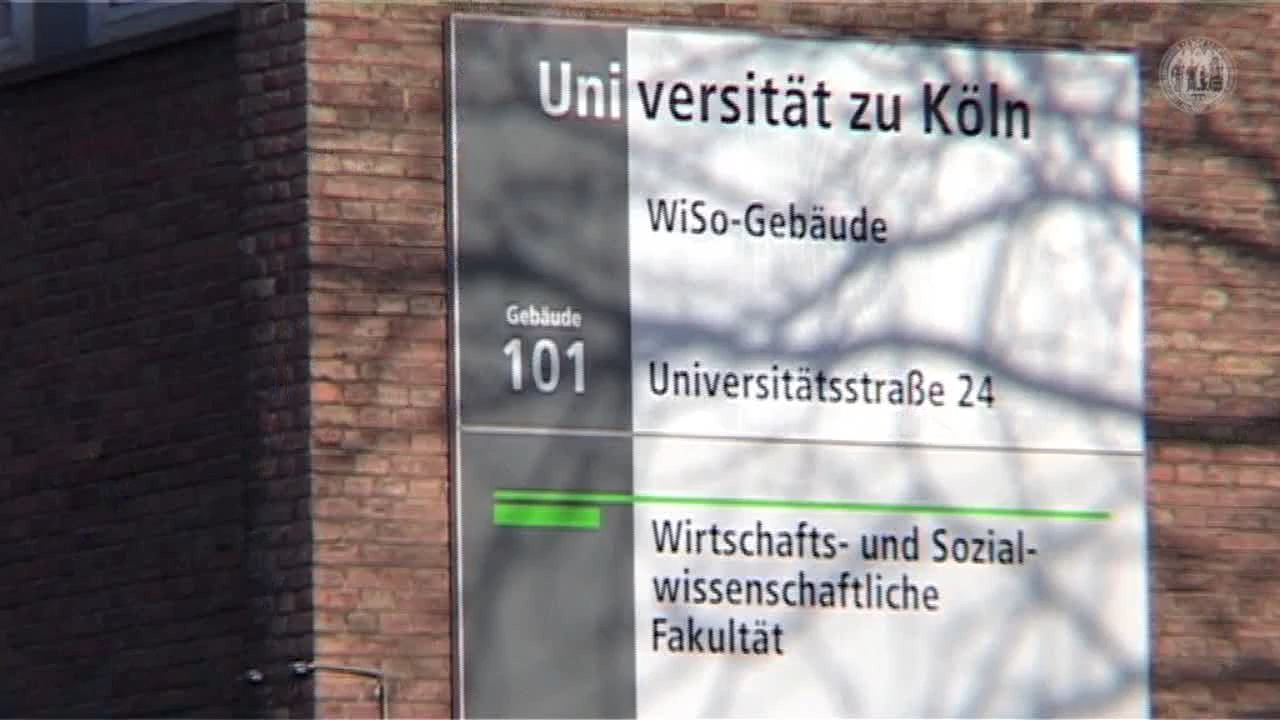 Universität zu Köln
WiSo-Gebäude
Gebäude
101
Universitätsstraße 24
Wirtschafts- und Sozial-
wissenschaftliche
Fakultät